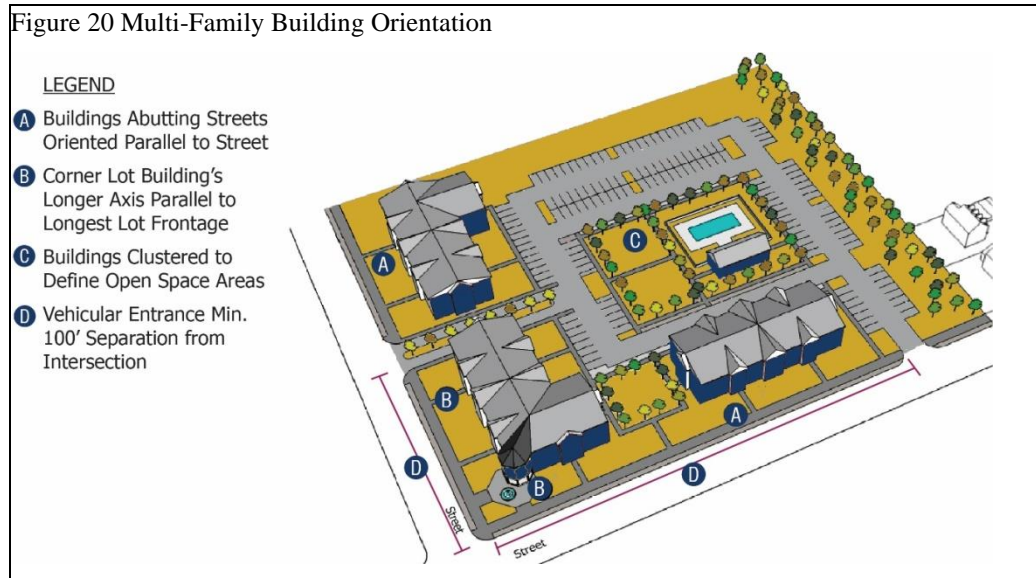 Figure 20 Multi-Family Building Orientation
LEGEND
A Buildings Abutting Streets
Oriented Parallel to Street
B Corner Lot Building's
Longer Axis Parallel to
Longest Lot Frontage
C Buildings Clustered to
Define Open Space Areas
D Vehicular Entrance Min.
100' Separation from
Intersection
C
A
B
A
D
D
B
Street
Street